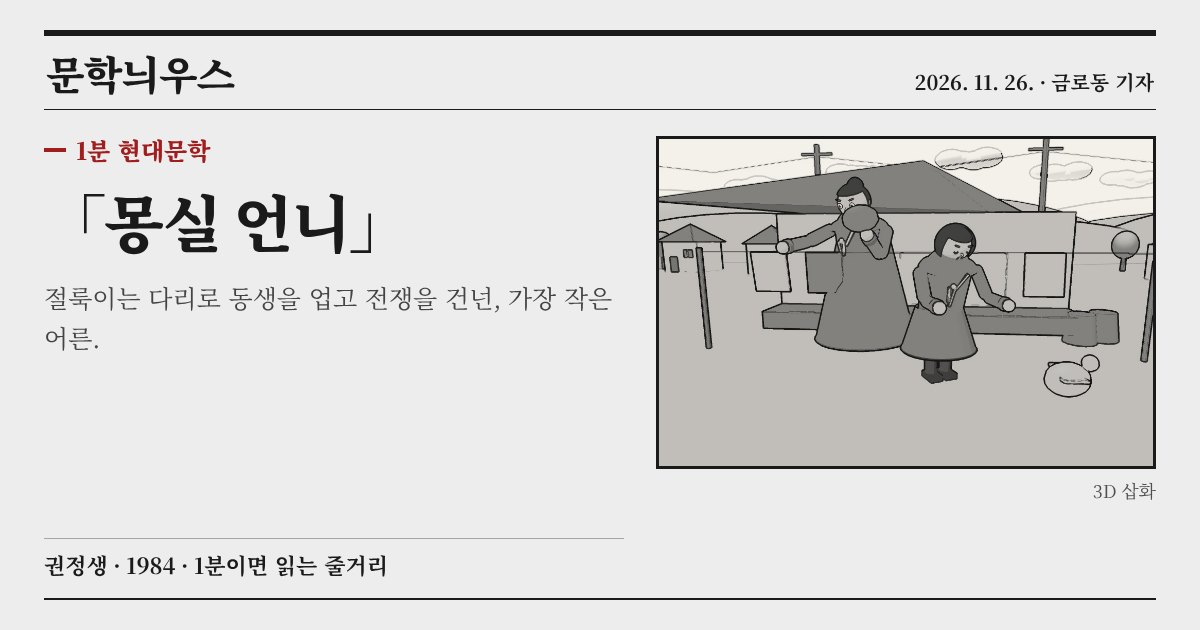 문학늬우스
2026. 11. 26. · 금로동 기자
1분 현대문학
「몽실 언니」
절룩이는 다리로 동생을 업고 전쟁을 건넌, 가장 작은
어른.
3D 삽화
권정생 · 1984 · 1분이면 읽는 줄거리